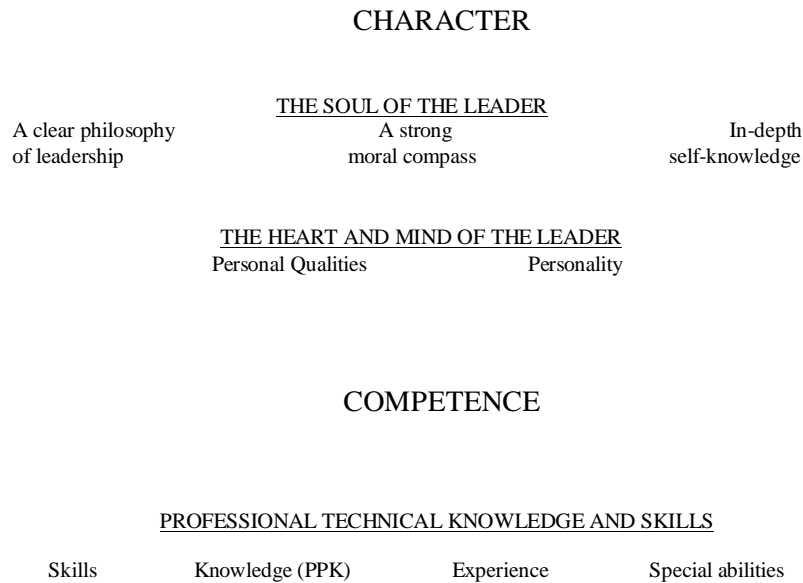 CHARACTER
THE SOUL OF THE LEADER
A clear philosophy A strong In-depth
of leadership moral compass self-knowledge
THE HEART AND MIND OF THE LEADER
Personal Qualities Personality
COMPETENCE
PROFESSIONAL TECHNICAL KNOWLEDGE AND SKILLS
Skills Knowledge (PPK) Experience Special abilities